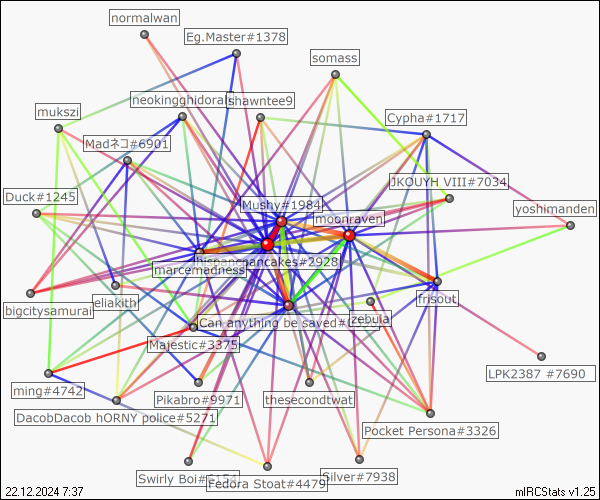 normalwan
Eg.Master#1378
somass
neokingghidorah
shawntee9
mukszi
Cypha#1717
Madネコ#6901
JKOUYH VIII#7034
Duck#1245
Mushy#1984
moonraven
yoshimanden
hispanicpancakes#2928
marcemadness
eliakith
bigcitysamurai
frisout
zebula
Can anything be saved#
Majestic#3375
LPK2387 #7690
ming#4742
Pikabro#9971
thesecondtwat
DacobDacob hORNY police#5271
Pocket Persona#3326
Swirly Boi#6154
Fedora Stoat#4479
Silver#7938
22.12.2024 7:37
mIRCStats v1.25